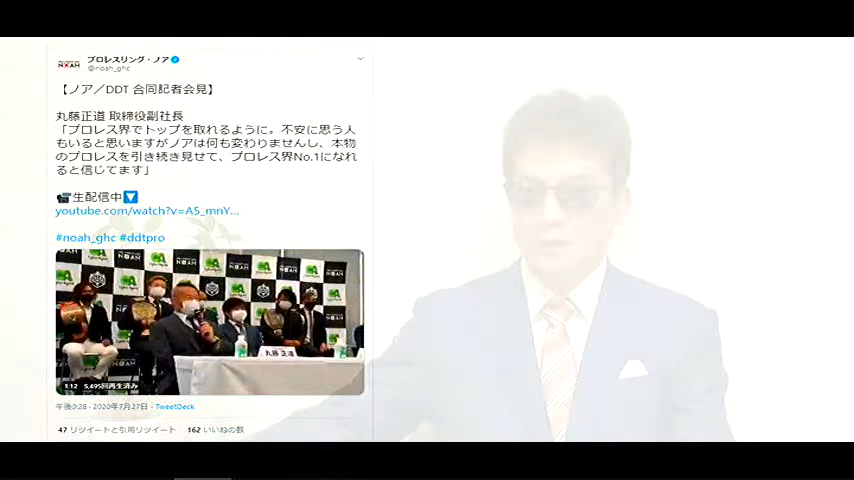 プロレスリング・ノア
@noah_ghc
【ノア／DDT 合同記者会見】
丸藤正道 取締役副社長
「プロレス界でトップを取れるように。不安に思う人
もいると思いますがノアは何も変わりませんし、本物
のプロレスを引き続き見せて、プロレス界No.1になれ
ると信じてます」
生配信中
youtube.com/watch?v=A5_mnY...
#noah_ghc #ddtpro
NOAH
丸藤 正道
1:12 5,495回再生済み
午後0:28 · 2020年7月27日 · TweetDeck
47 リツイートと引用リツイート 162 いいねの数